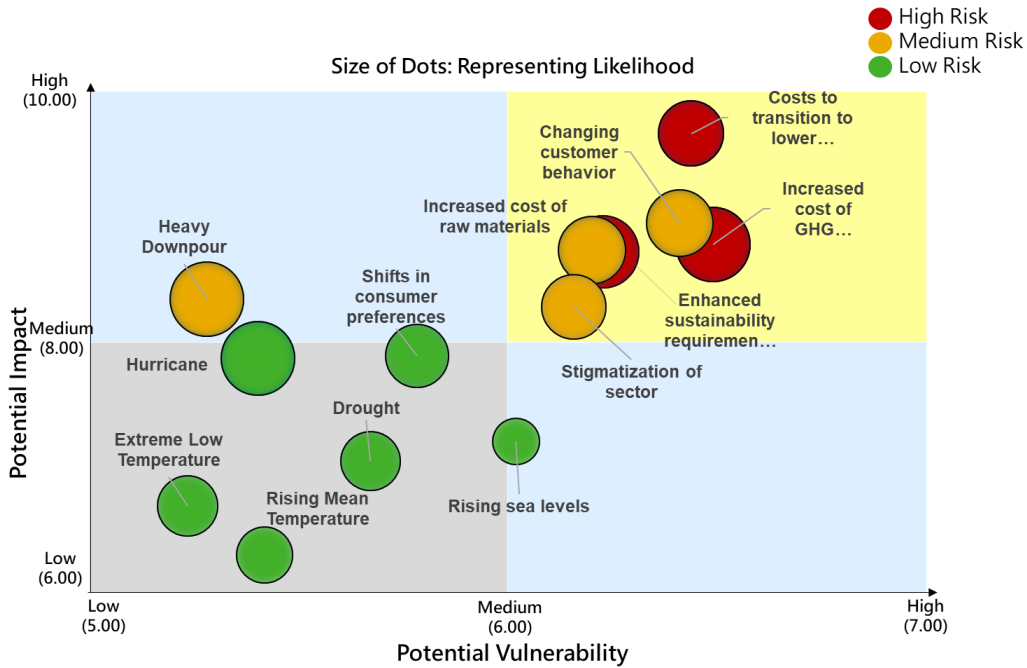 High Risk
Medium Risk
Low Risk
Size of Dots: Representing Likelihood
High
(10.00)
Costs to
transition to
lower...
Changing
customer
behavior
Increased
cost of
GHG...
Increased cost of
raw materials
Heavy
Downpour
Shifts in
consumer
preferences
Enhanced
sustainability
requiremen...
Medium
(8.00)
Hurricane
Stigmatization of
sector
Drought
Extreme Low
Temperature
Rising Mean
Temperature
Rising sea levels
Potential Impact
Low
(6.00)
Low
(5.00)
Medium
(6.00)
High
(7.00)
Potential Vulnerability